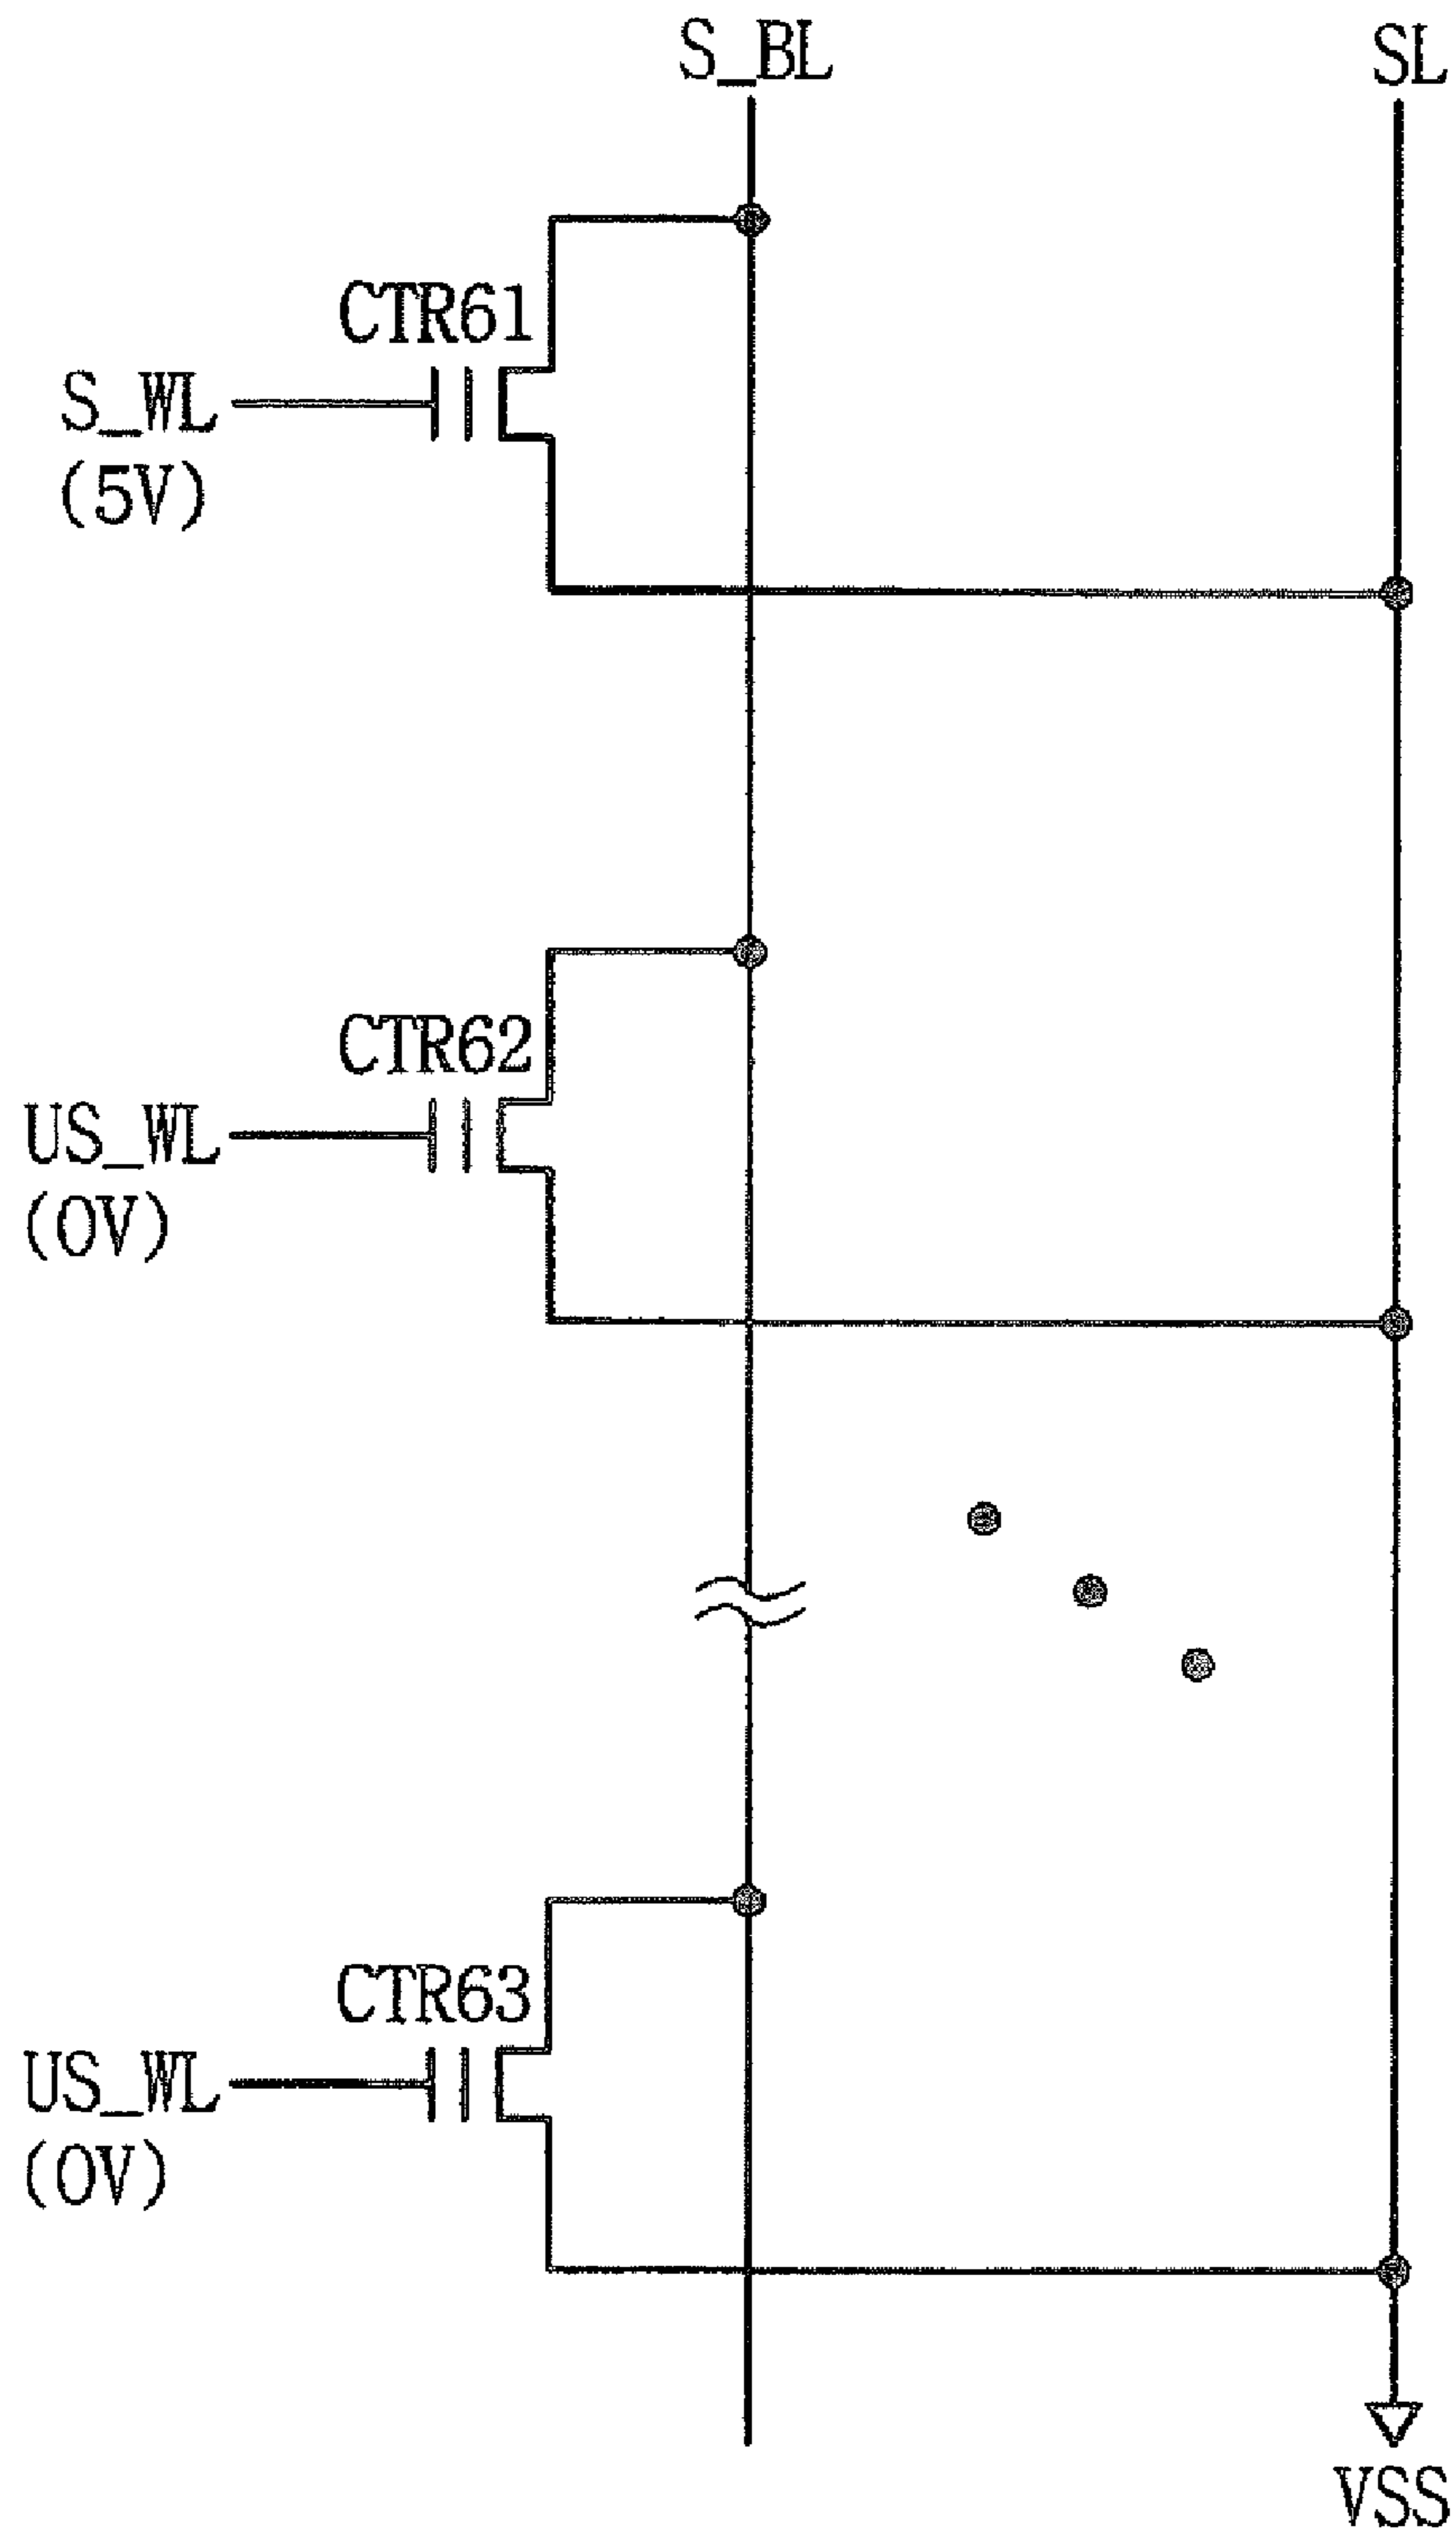 S_BL
SL
CTR61
S_WL
(5V)
CTR62
US_WL
(0V)
CTR63
US_WL
(0V)
VSS